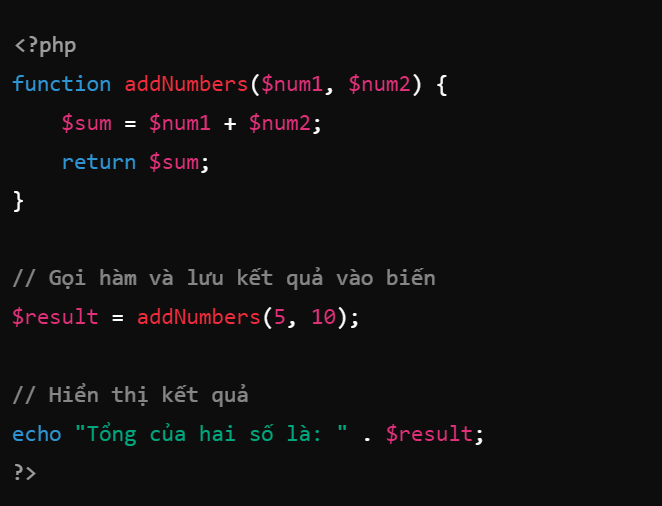 <?php
function addNumbers($num1, $num2) {
    $sum = $num1 + $num2;
    return $sum;
}

// Gọi hàm và lưu kết quả vào biến
$result = addNumbers(5, 10);

// Hiển thị kết quả
echo "Tổng của hai số là: " . $result;
?>